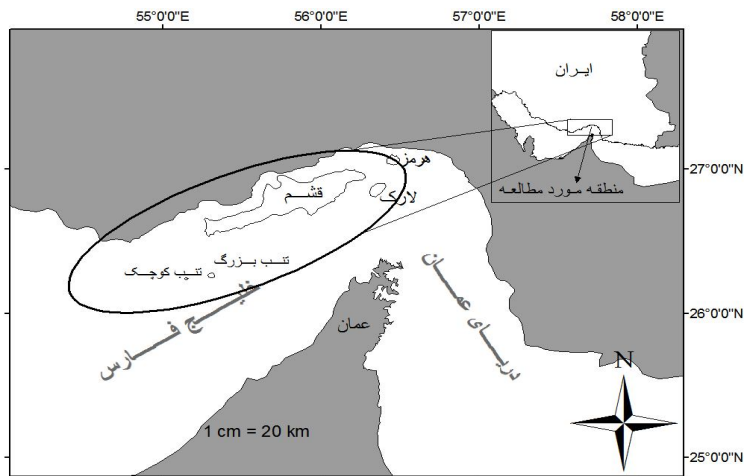 55°0'0"E
56°0'0"E
57°0'0"E
58°0'0"E
ایران
منطقه مورد مطالعه
27°0'0"N
هرمز
قشم
لارک
تنب بزرگ
تنب کوچک
خلیج فارس
دریای عمان
عمان
26°0'0"N
N
1 cm = 20 km
25°0'0"N